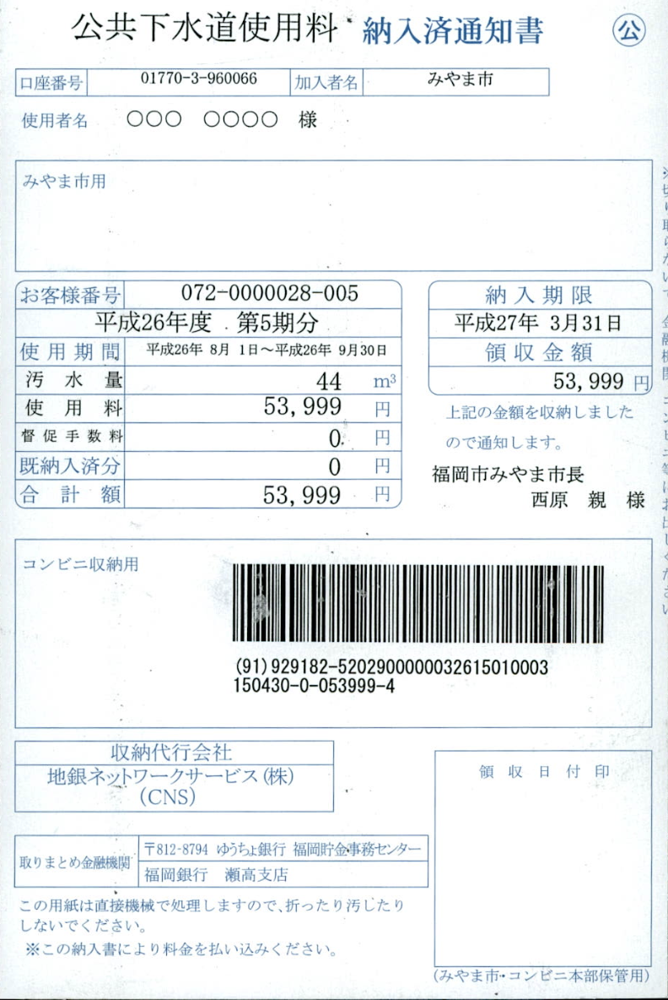 公共下水道使用料 納入済通知書 公
口座番号 01770-3-960066 加入者名 みやま市
使用者名 ○○○ ○○○○ 様
みやま市用
お客様番号 072-0000028-005
平成26年度 第5期分
使用期間 平成26年 8月 1日～平成26年 9月30日
汚水量 44 m³
使用料 53,999 円
督促手数料 0 円
既納入済分 0 円
合計額 53,999 円
納入期限
平成27年 3月31日
領収金額
53,999 円
上記の金額を収納しました
ので通知します。
福岡市みやま市長
西原 親 様
コンビニ収納用
(91)929182-5202900000032615010003
150430-0-053999-4
収納代行会社
地銀ネットワークサービス(株)
(CNS)
領収日付印
取りまとめ金融機関
〒812-8794 ゆうちょ銀行 福岡貯金事務センター
福岡銀行 瀬高支店
この用紙は直接機械で処理しますので、折ったり汚したり
しないでください。
※この納入書により料金を払い込みください。
(みやま市・コンビニ本部保管用)